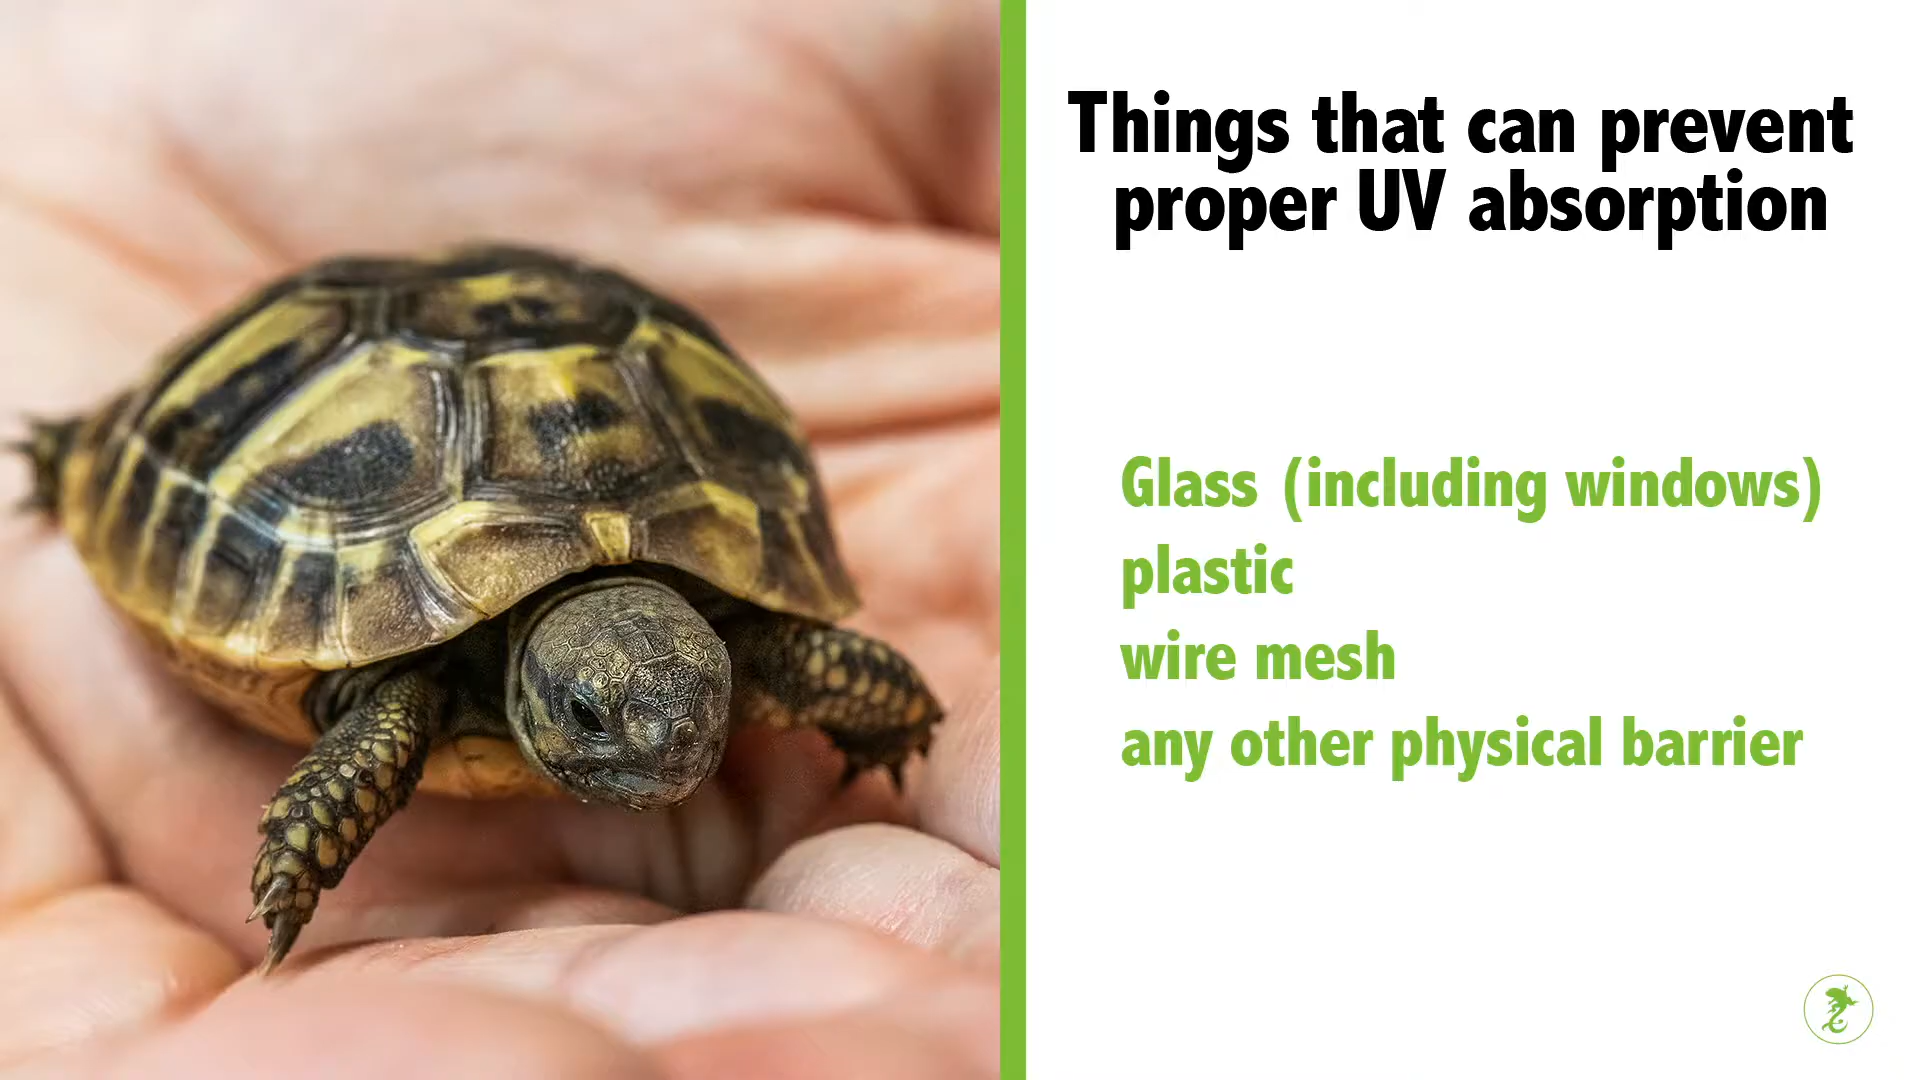 Things that can prevent
proper UV absorption
Glass (including windows)
plastic
wire mesh
any other physical barrier